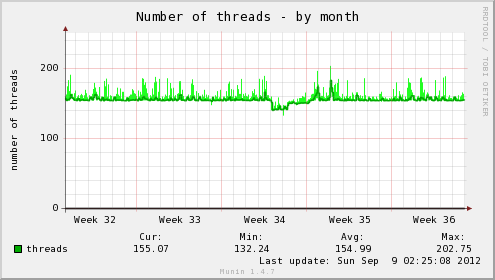 Number of threads - by month
RRDTOOL / TOBI OETIKER
number of threads
200
100
0
Week 32 Week 33 Week 34 Week 35 Week 36
Cur: Min: Avg: Max:
threads 155.07 132.24 154.99 202.75
Last update: Sun Sep 9 02:25:08 2012
Munin 1.4.7